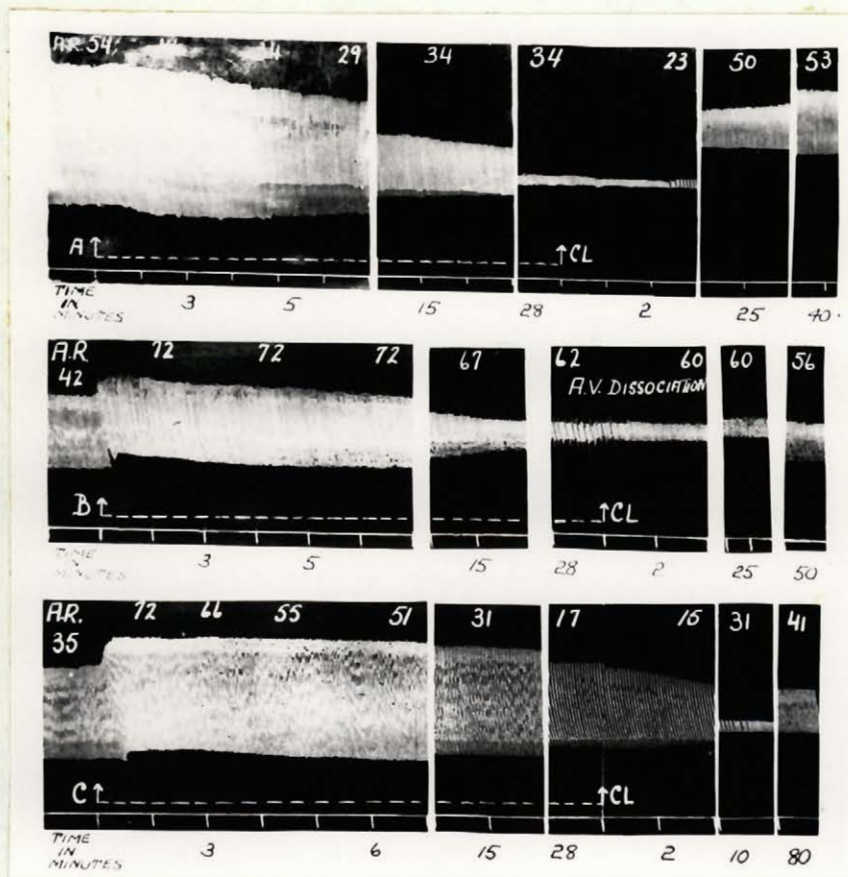 A.R. 54, 44 34 29 34 34 23 50 53
A ↑ ↑ CL
TIME 3 5 15 28 2 25 40.
IN
MINUTES
A.R. 72 72 72 67 62 60 60 56
42 A.V. DISSOCIATION
B ↑ ↑ CL
TIME 3 5 15 28 2 25 50
IN
MINUTES
A.R. 72 66 55 51 31 17 15 31 41
35
C ↑ ↑ CL
TIME 3 6 15 28 2 10 80
IN
MINUTES